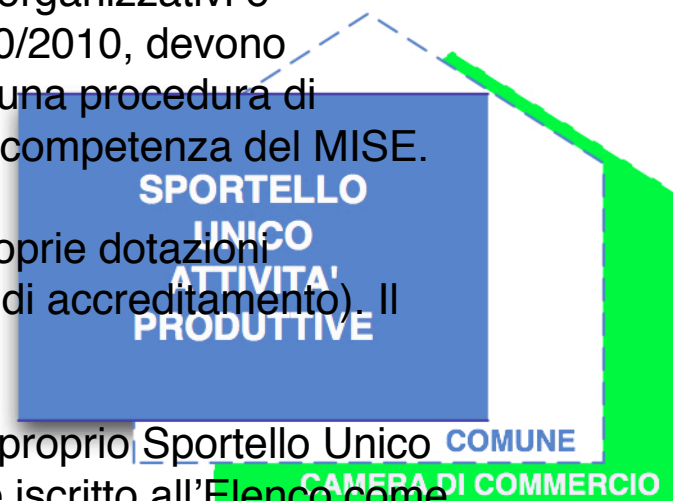 organizzativi e
0/2010, devono
una procedura di
competenza del MISE.
SPORTELLO
UNICO
ATTIVITA'
PRODUTTIVE
oprie dotazioni
di accreditamento). Il
proprio Sportello Unico
COMUNE
iscritto all'Elenco come
CAMERA DI COMMERCIO